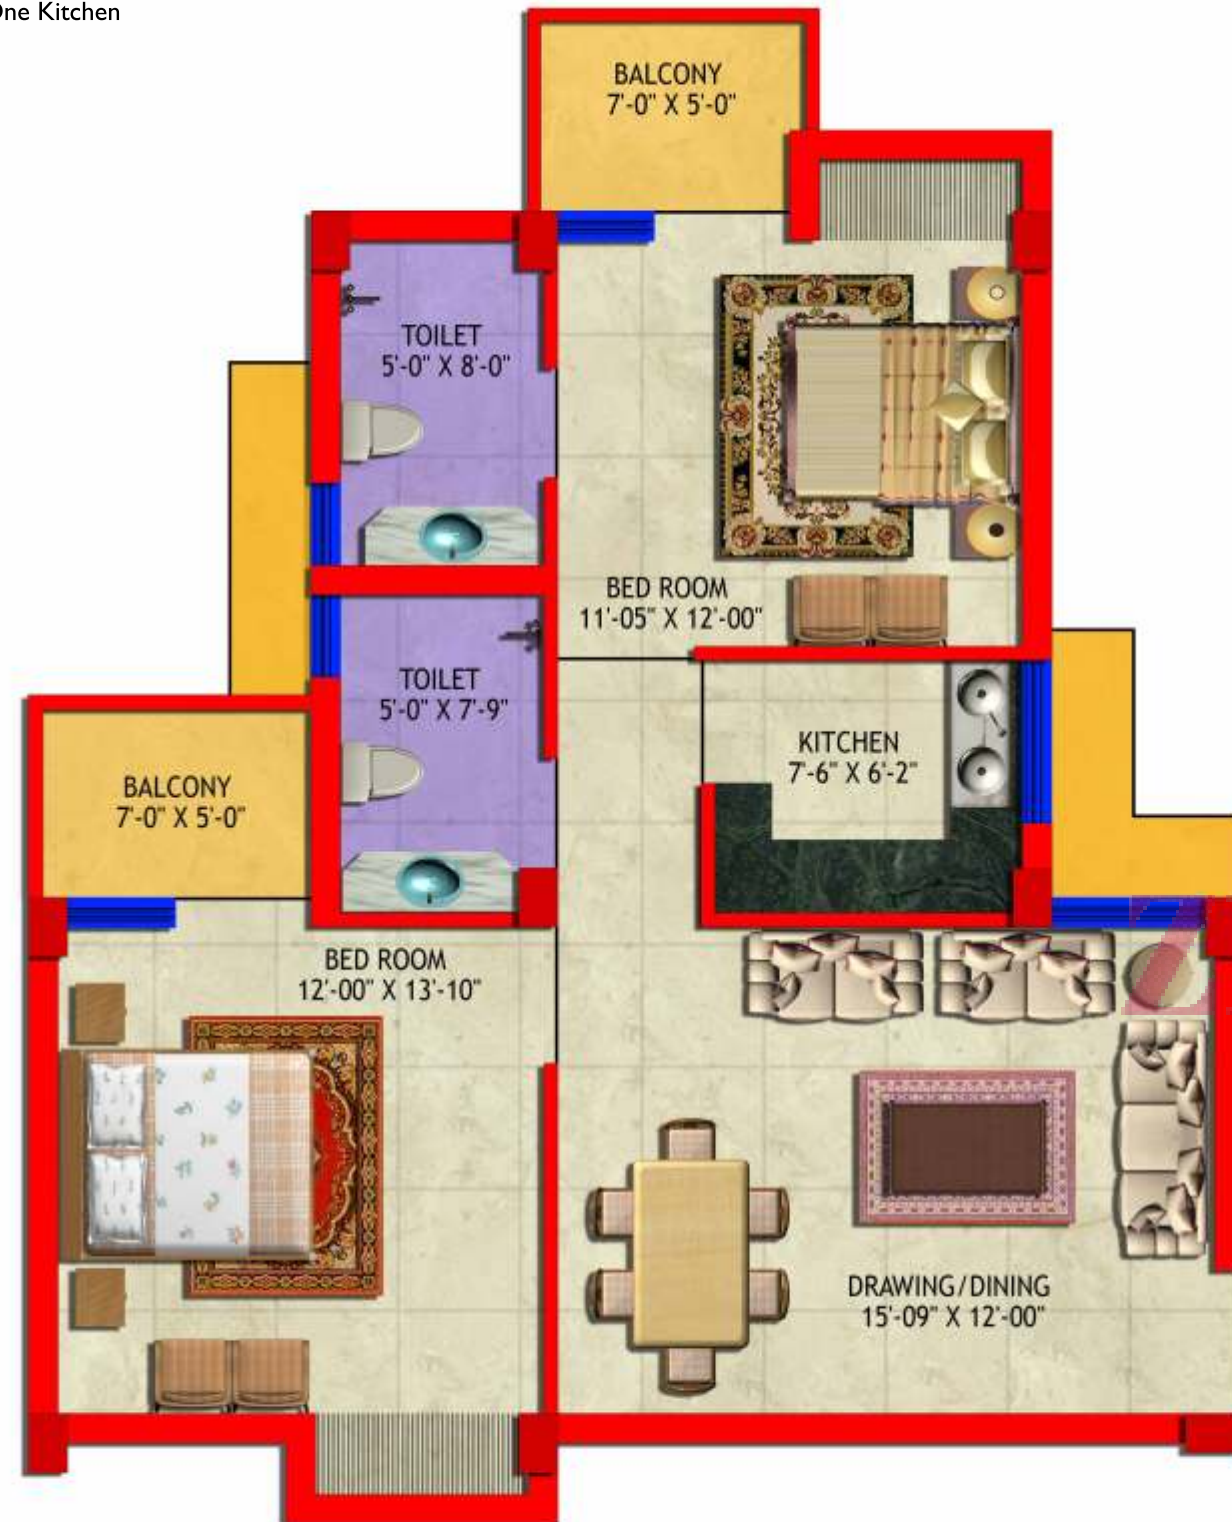 One Kitchen
BALCONY
7'-0" X 5'-0"
TOILET
5'-0" X 8'-0"
BED ROOM
11'-05" X 12'-00"
TOILET
5'-0" X 7'-9"
KITCHEN
7'-6" X 6'-2"
BALCONY
7'-0" X 5'-0"
BED ROOM
12'-00" X 13'-10"
DRAWING/DINING
15'-09" X 12'-00"